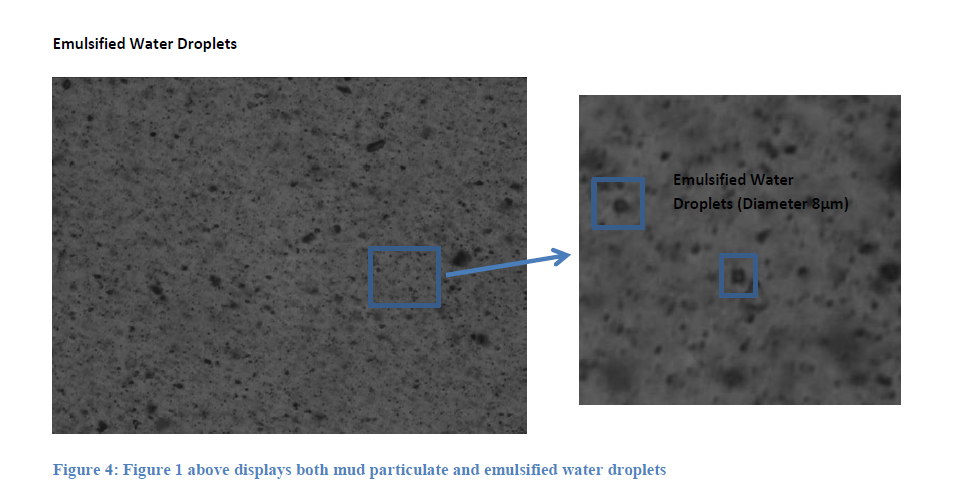 Emulsified Water Droplets
Emulsified Water
Droplets (Diameter 8µm)
Figure 4: Figure 1 above displays both mud particulate and emulsified water droplets